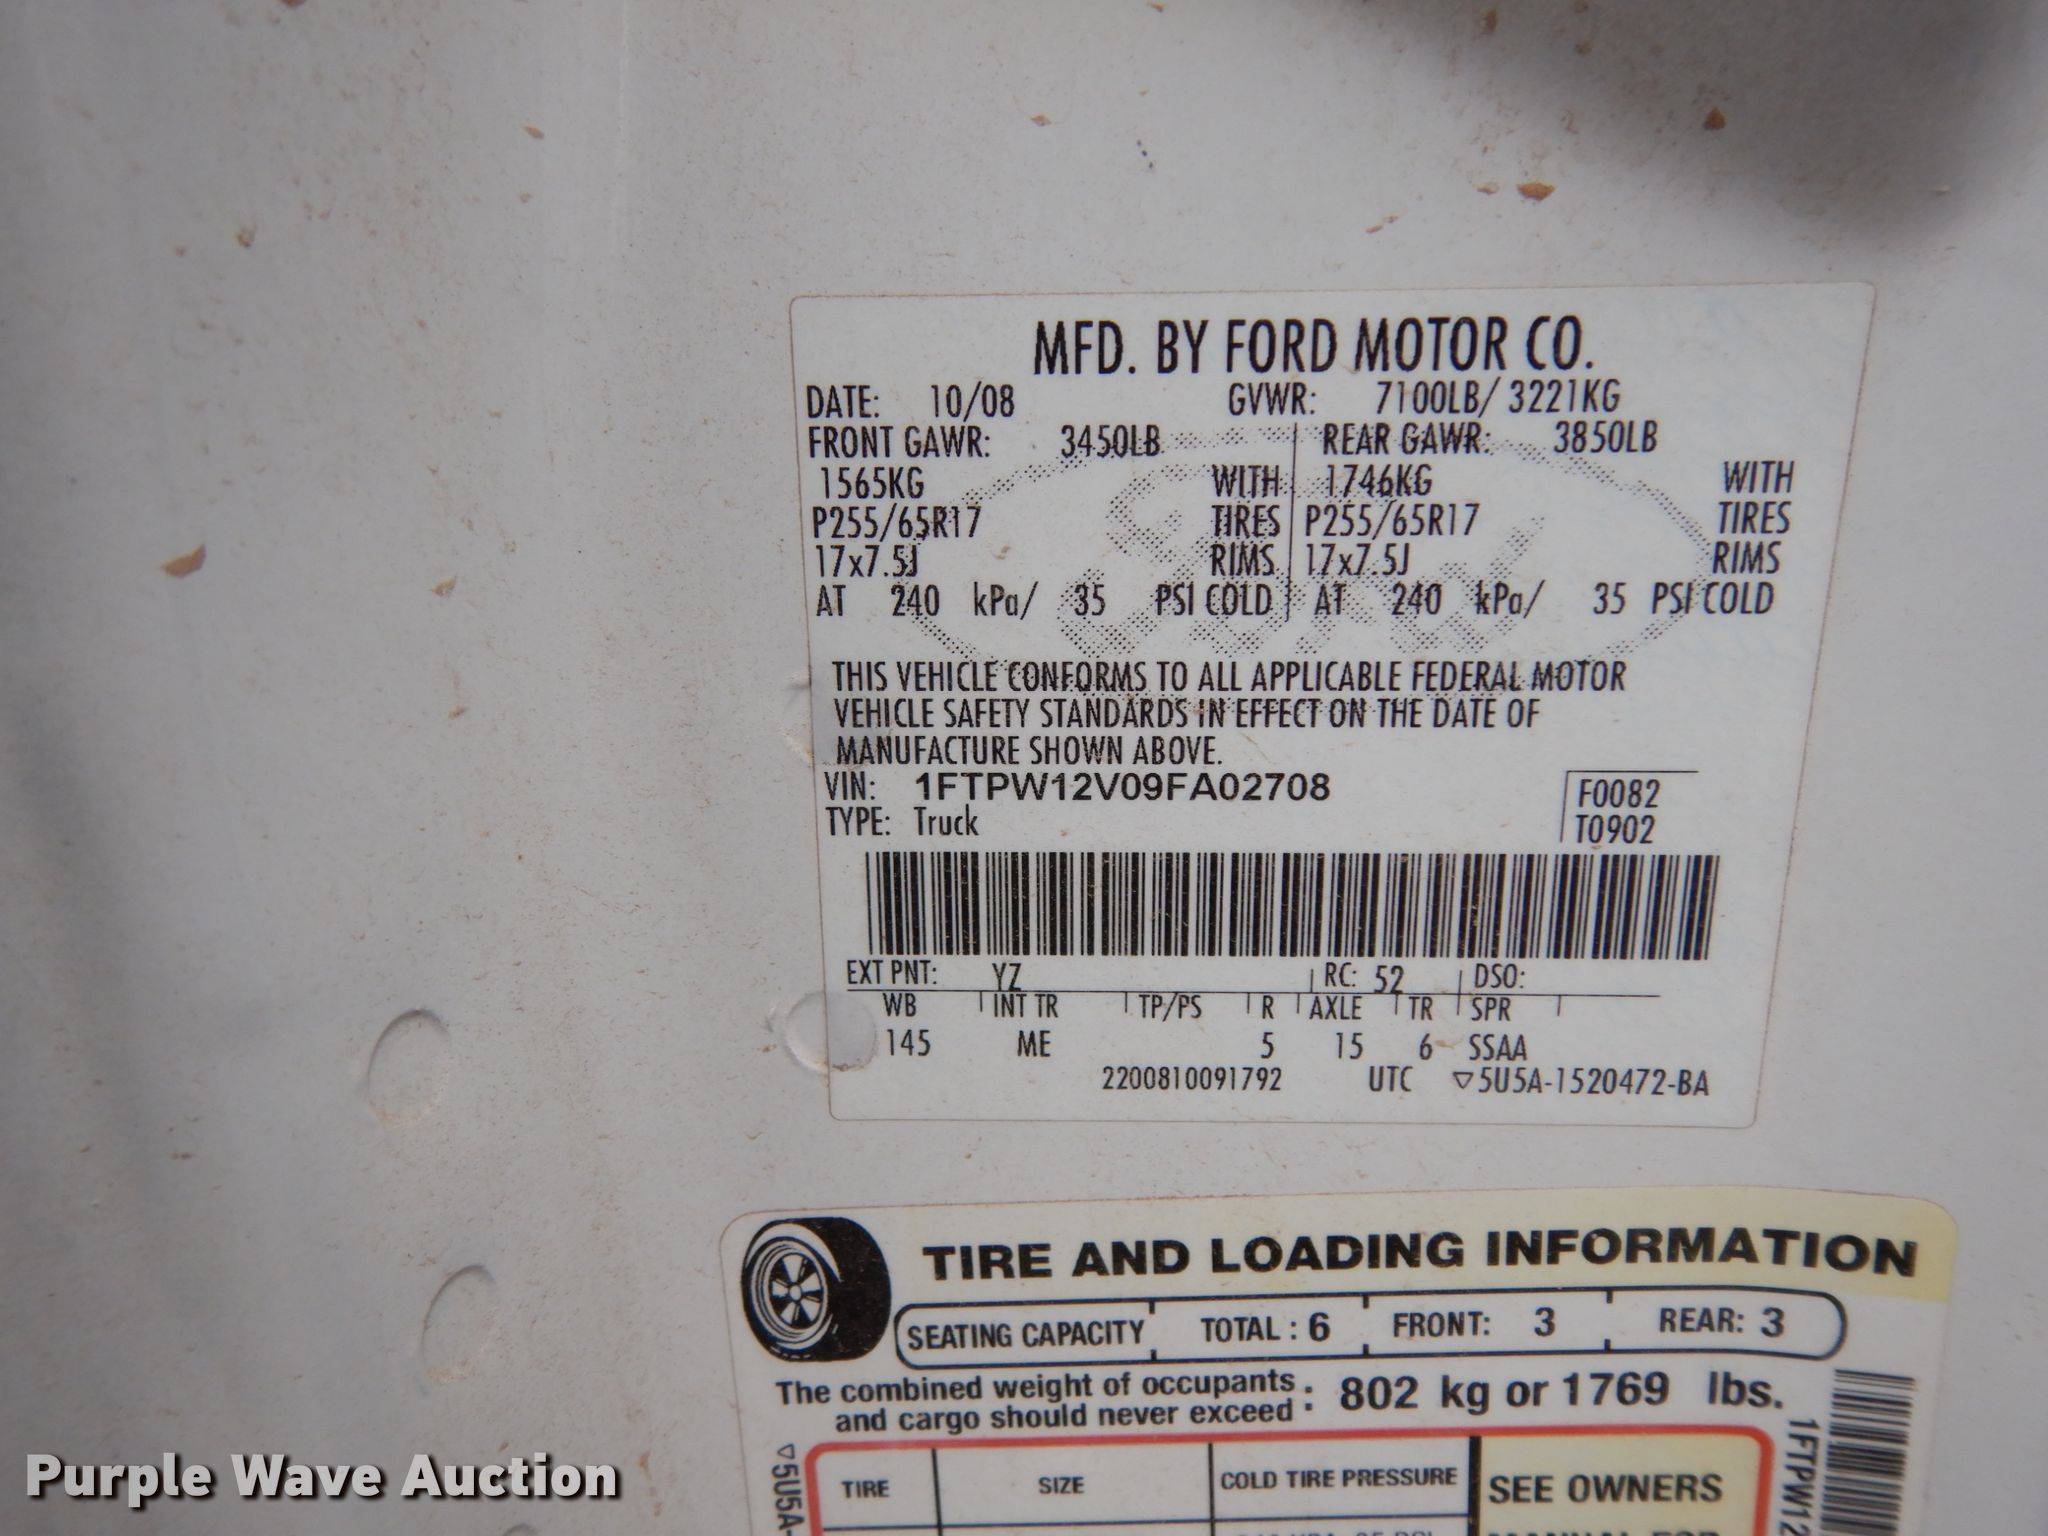 MFD. BY FORD MOTOR CO.
DATE: 10/08 GVWR: 7100LB/ 3221KG
FRONT GAWR: 3450LB REAR GAWR: 3850LB
1565KG WITH 1746KG WITH
P255/65R17 TIRES P255/65R17 TIRES
17x7.5J RIMS 17x7.5J RIMS
AT 240 kPa/ 35 PSI COLD AT 240 kPa/ 35 PSI COLD
THIS VEHICLE CONFORMS TO ALL APPLICABLE FEDERAL MOTOR
VEHICLE SAFETY STANDARDS IN EFFECT ON THE DATE OF
MANUFACTURE SHOWN ABOVE.
VIN: 1FTPW12V09FA02708 F0082
TYPE: Truck T0902
EXT PNT: YZ RC: 52 DSO:
WB INT TR TP/PS R AXLE TR SPR
145 ME 5 15 6 SSAA
2200810091792 UTC ▽5U5A-1520472-BA
TIRE AND LOADING INFORMATION
SEATING CAPACITY TOTAL : 6 FRONT: 3 REAR: 3
The combined weight of occupants
and cargo should never exceed : 802 kg or 1769 lbs.
TIRE SIZE COLD TIRE PRESSURE SEE OWNERS
▽5U5A-
1FTPW12
Purple Wave Auction